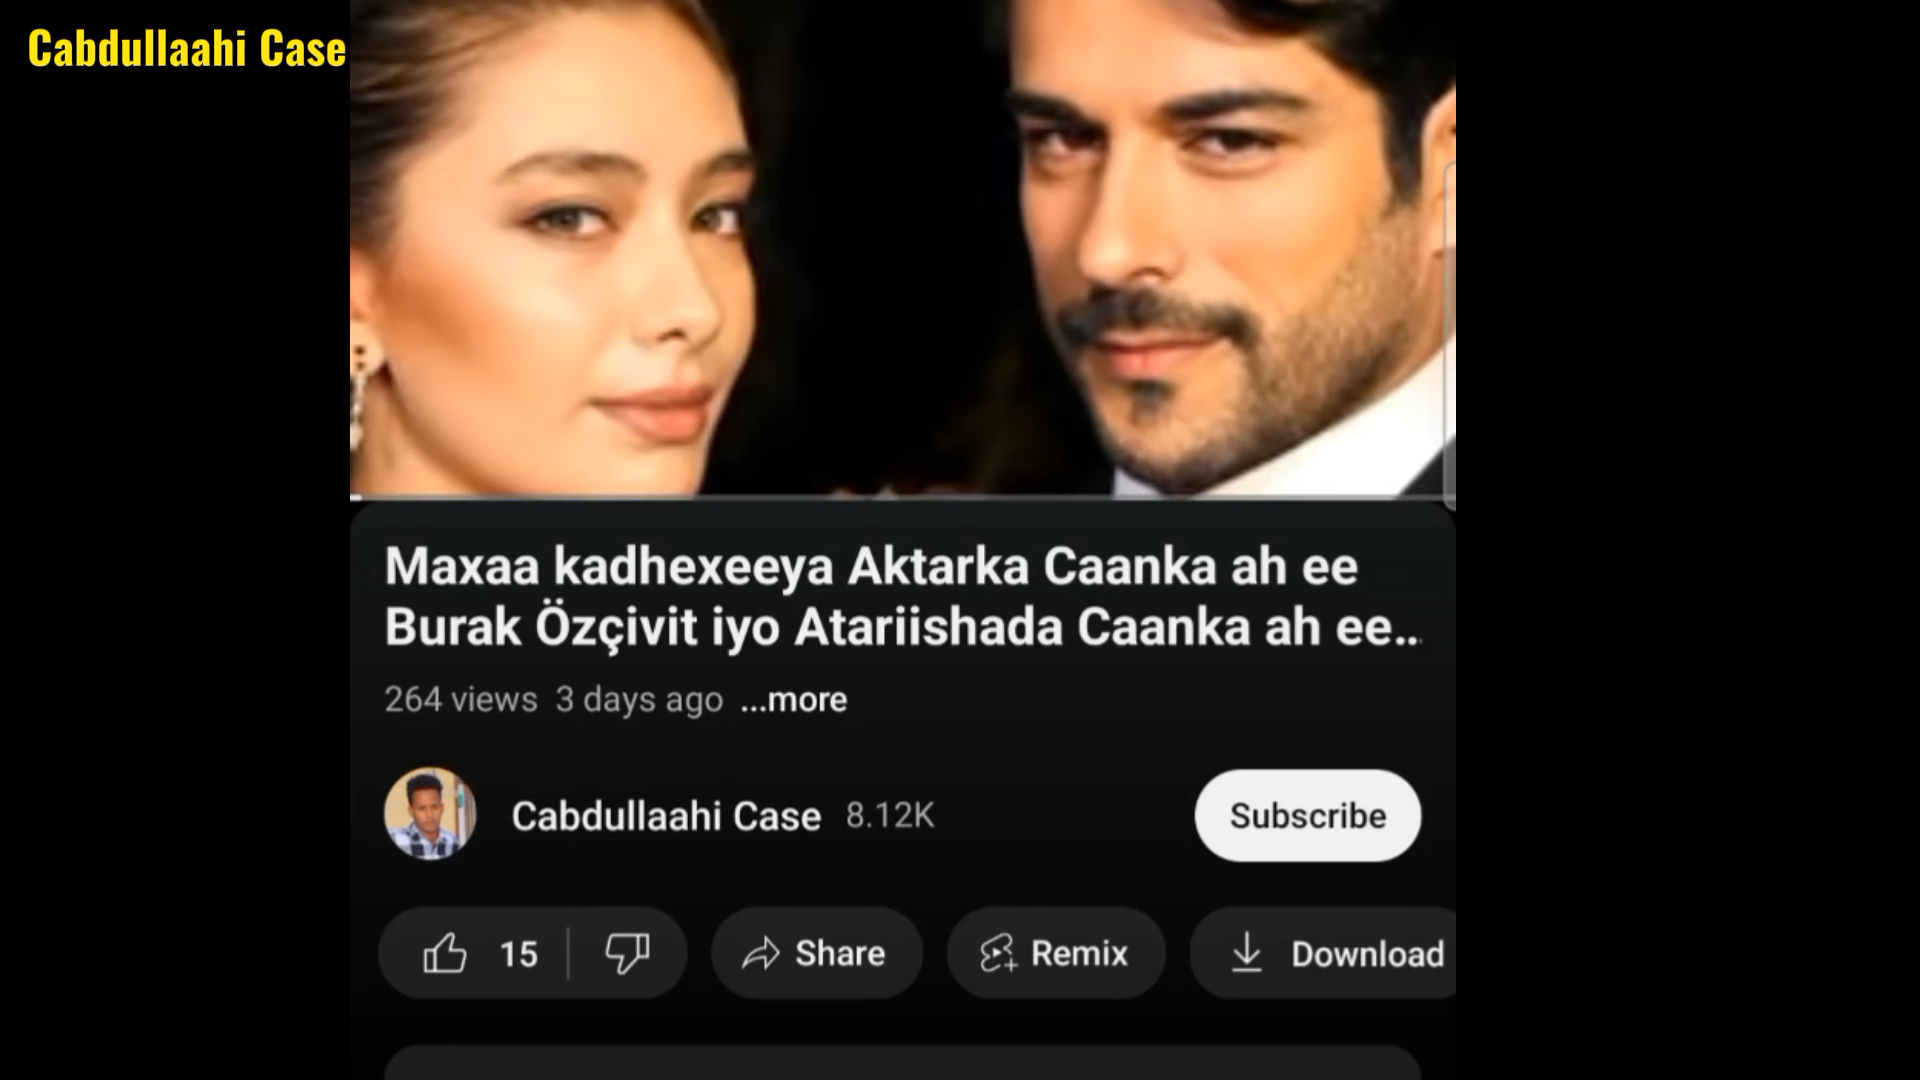 Cabdullaahi Case
Maxaa kadhexeeya Aktarka Caanka ah ee
Burak Özçivit iyo Atariishada Caanka ah ee...
264 views 3 days ago ...more
Cabdullaahi Case 8.12K
Subscribe
15
Share
Remix
Download